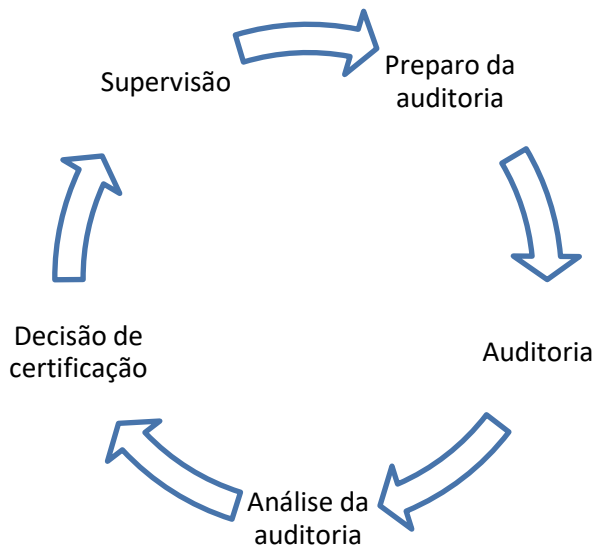 Supervisão
Preparo da
auditoria
Auditoria
Análise da
auditoria
Decisão de
certificação